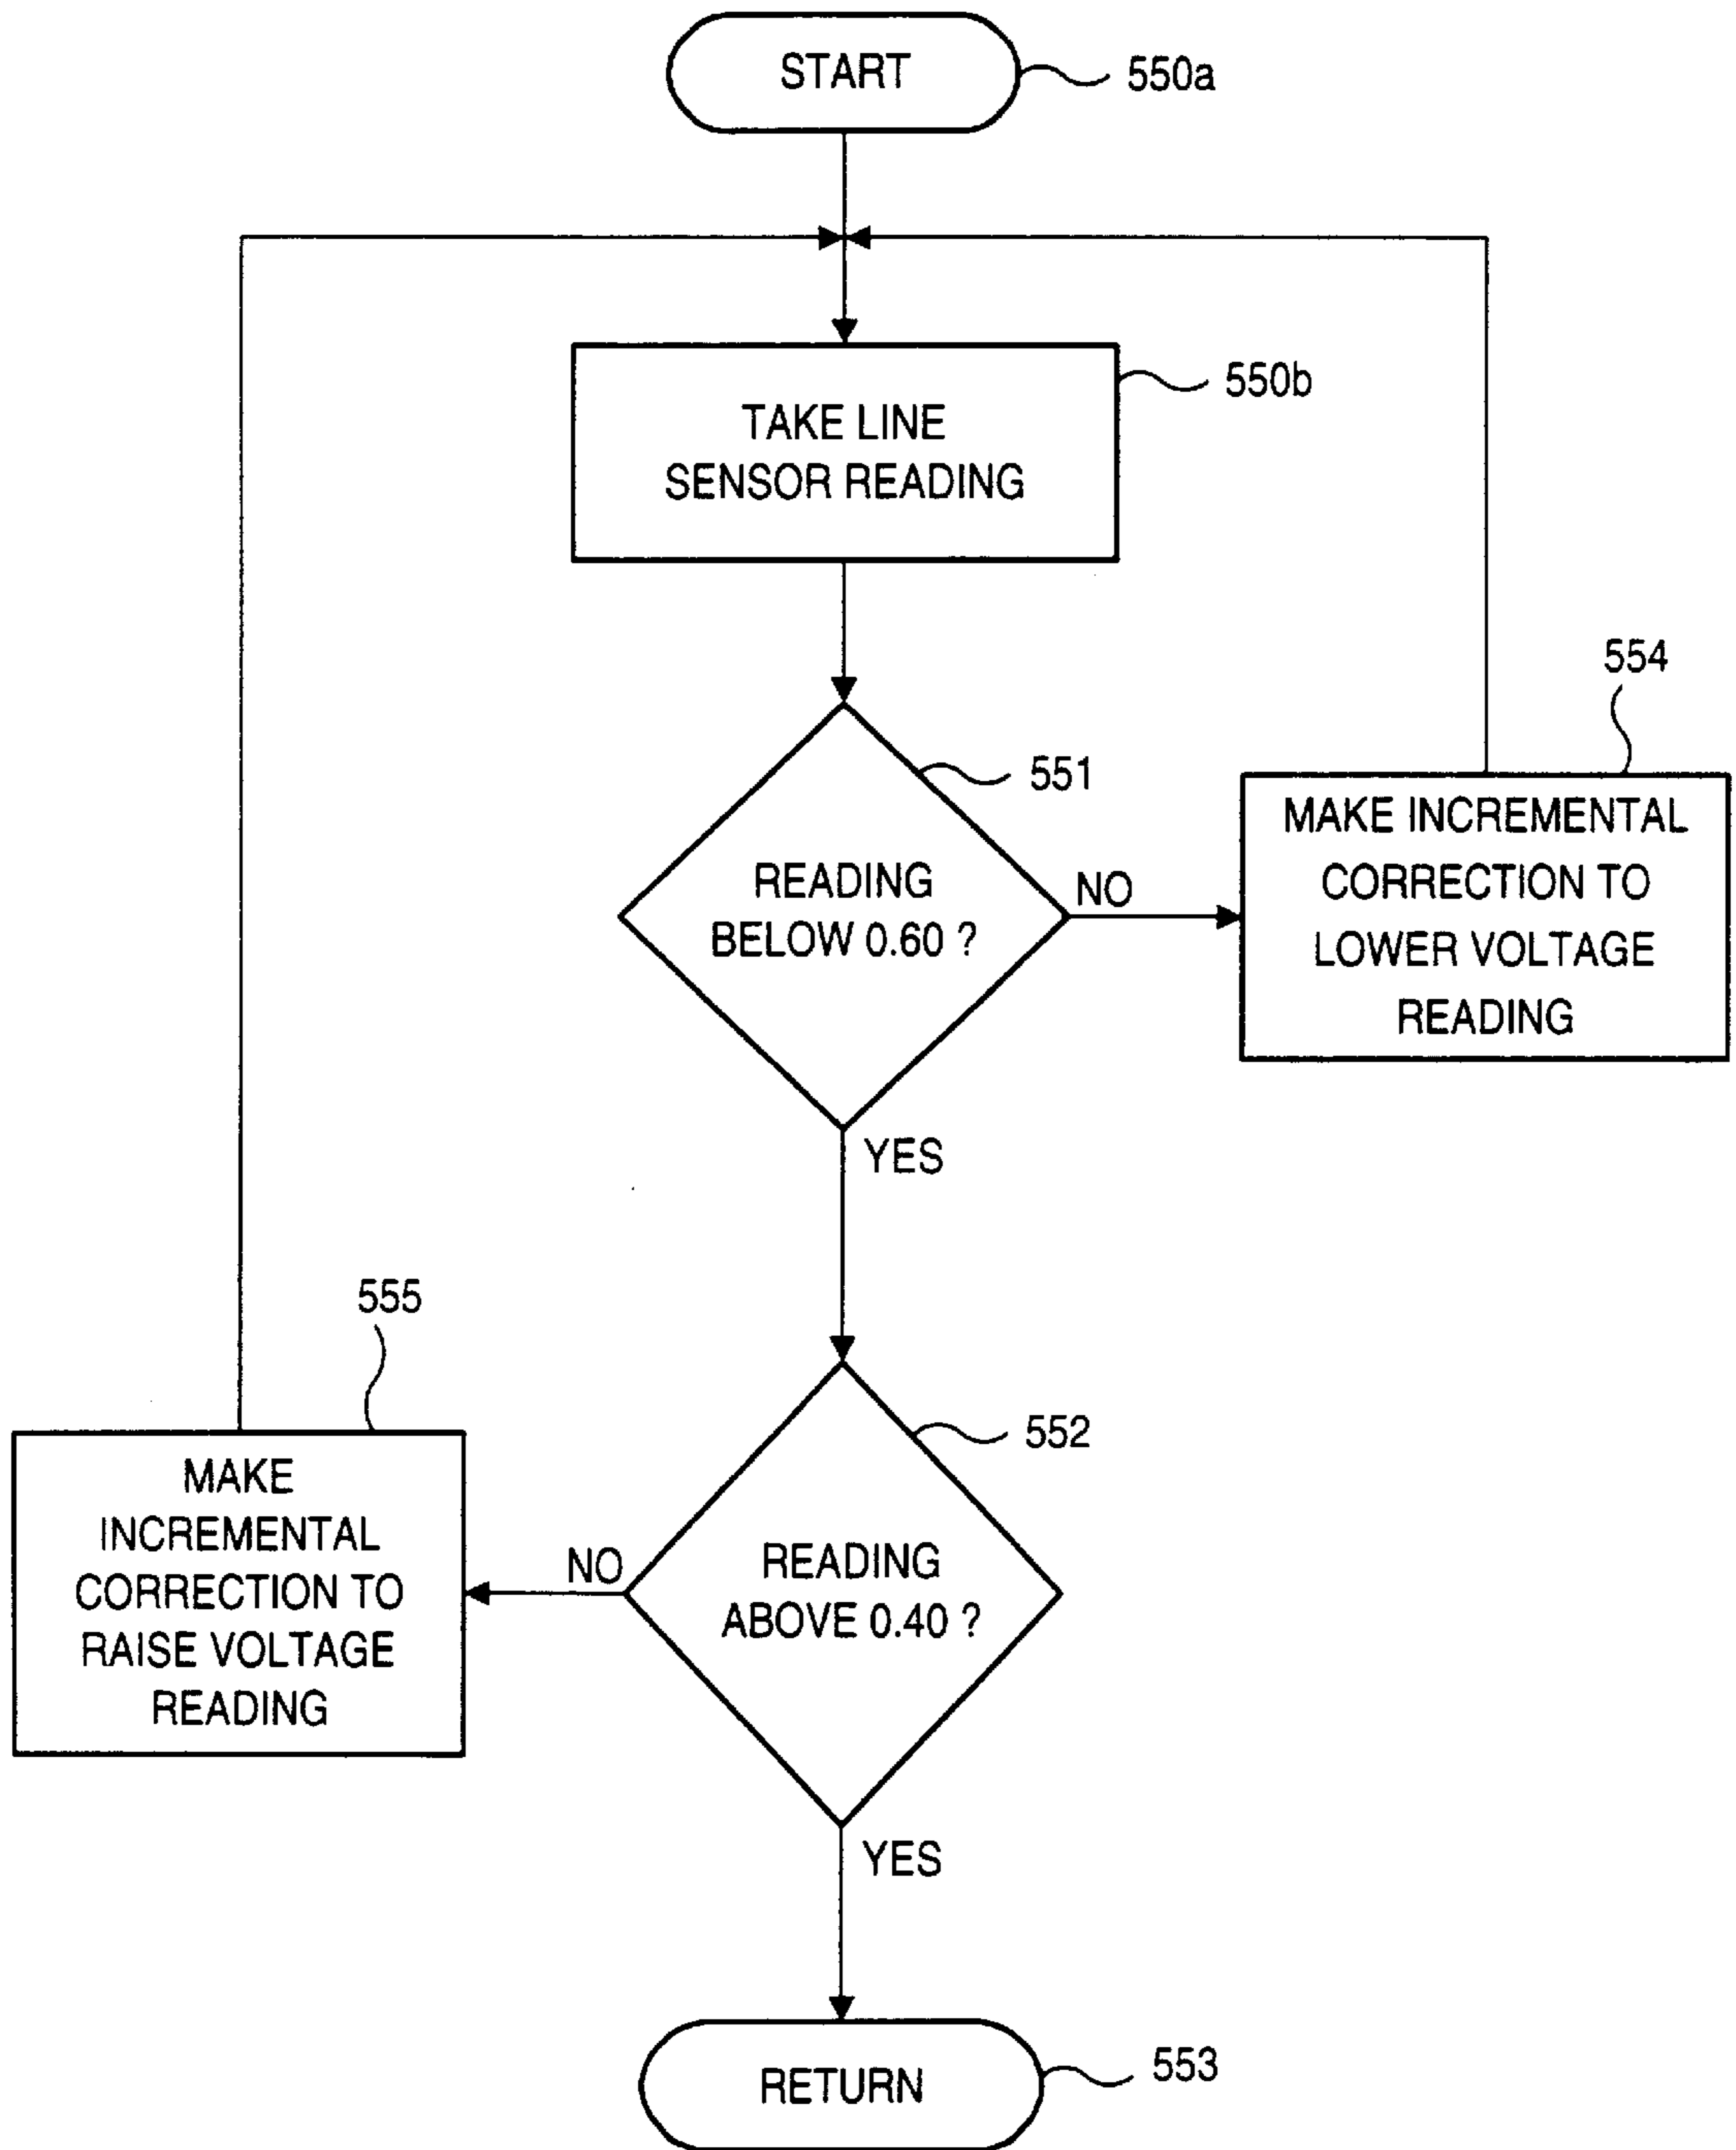 START
550a
550b
TAKE LINE
SENSOR READING
554
551
MAKE INCREMENTAL
CORRECTION TO
LOWER VOLTAGE
READING
READING
BELOW 0.60 ?
NO
YES
555
552
MAKE
INCREMENTAL
CORRECTION TO
RAISE VOLTAGE
READING
NO
READING
ABOVE 0.40 ?
YES
RETURN
553